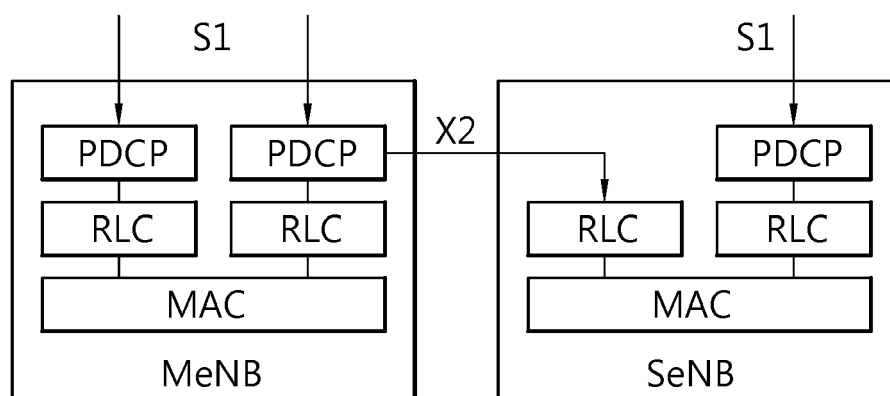 S1 S1
PDCP PDCP X2 PDCP
RLC RLC RLC RLC
MAC MAC
MeNB SeNB